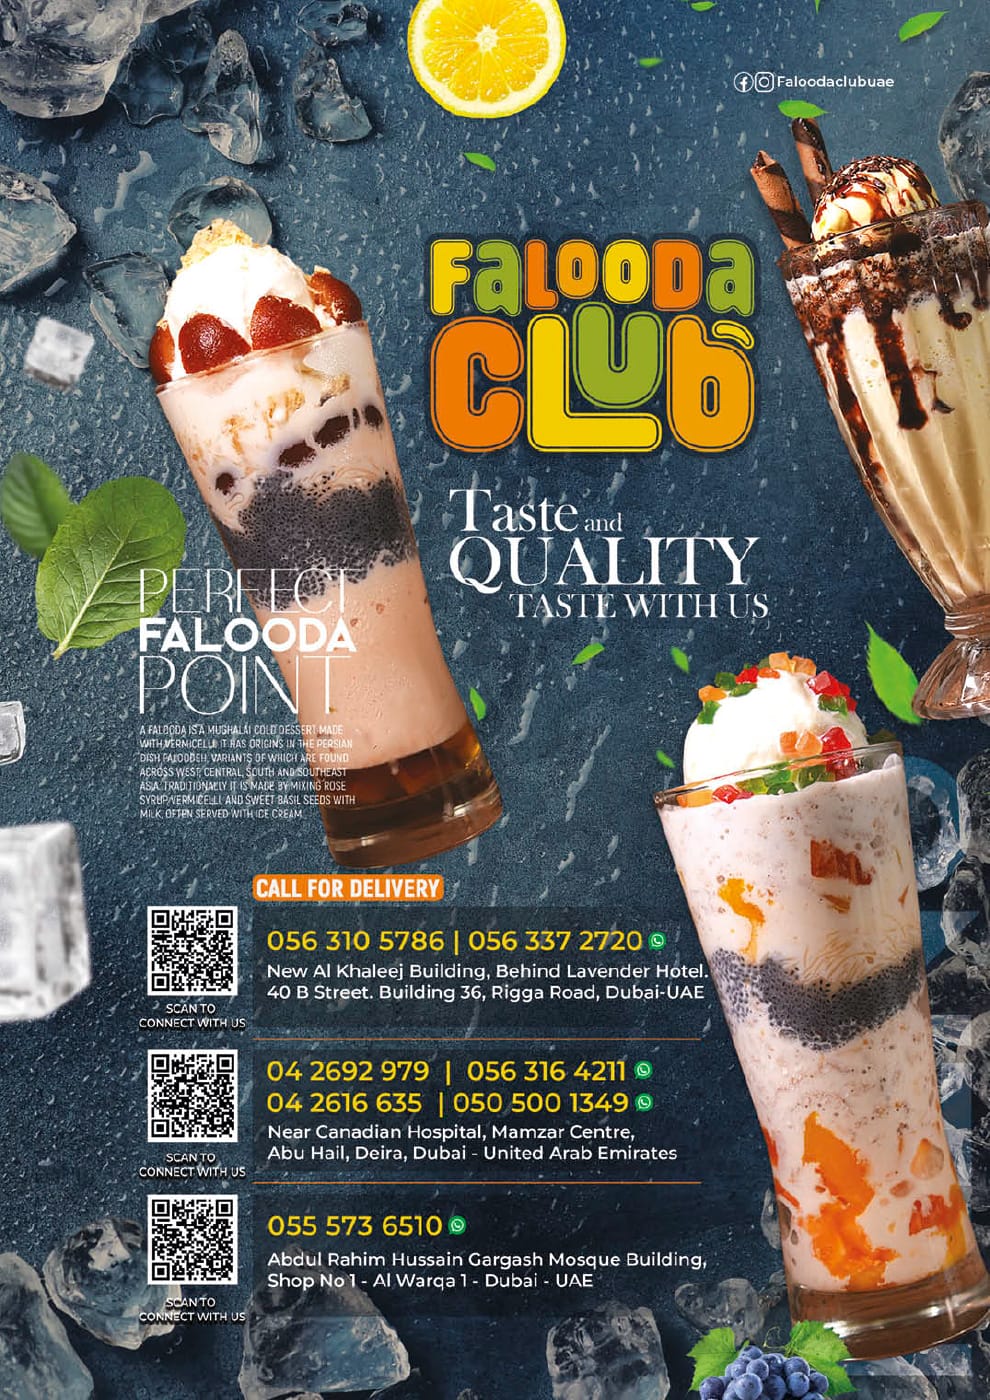 Faloodaclubuae
FALOODA
CLUB
Taste and
QUALITY
TASTE WITH US
PERFECT
FALOODA
POINT
A FALOODA IS A MUGHALAI COLD DESSERT MADE
WITH VERMICELLI. IT HAS ORIGINS IN THE PERSIAN
DISH FALOODEH, VARIANTS OF WHICH ARE FOUND
ACROSS WEST, CENTRAL, SOUTH AND SOUTHEAST
ASIA. TRADITIONALLY IT IS MADE BY MIXING ROSE
SYRUP, VERMICELLI, AND SWEET BASIL SEEDS WITH
MILK, OFTEN SERVED WITH ICE CREAM.
CALL FOR DELIVERY
056 310 5786 | 056 337 2720
New Al Khaleej Building, Behind Lavender Hotel.
40 B Street. Building 36, Rigga Road, Dubai-UAE
SCAN TO
CONNECT WITH US
04 2692 979 | 056 316 4211
04 2616 635 | 050 500 1349
Near Canadian Hospital, Mamzar Centre,
Abu Hail, Deira, Dubai - United Arab Emirates
SCAN TO
CONNECT WITH US
055 573 6510
Abdul Rahim Hussain Gargash Mosque Building,
Shop No 1 - Al Warqa 1 - Dubai - UAE
SCAN TO
CONNECT WITH US